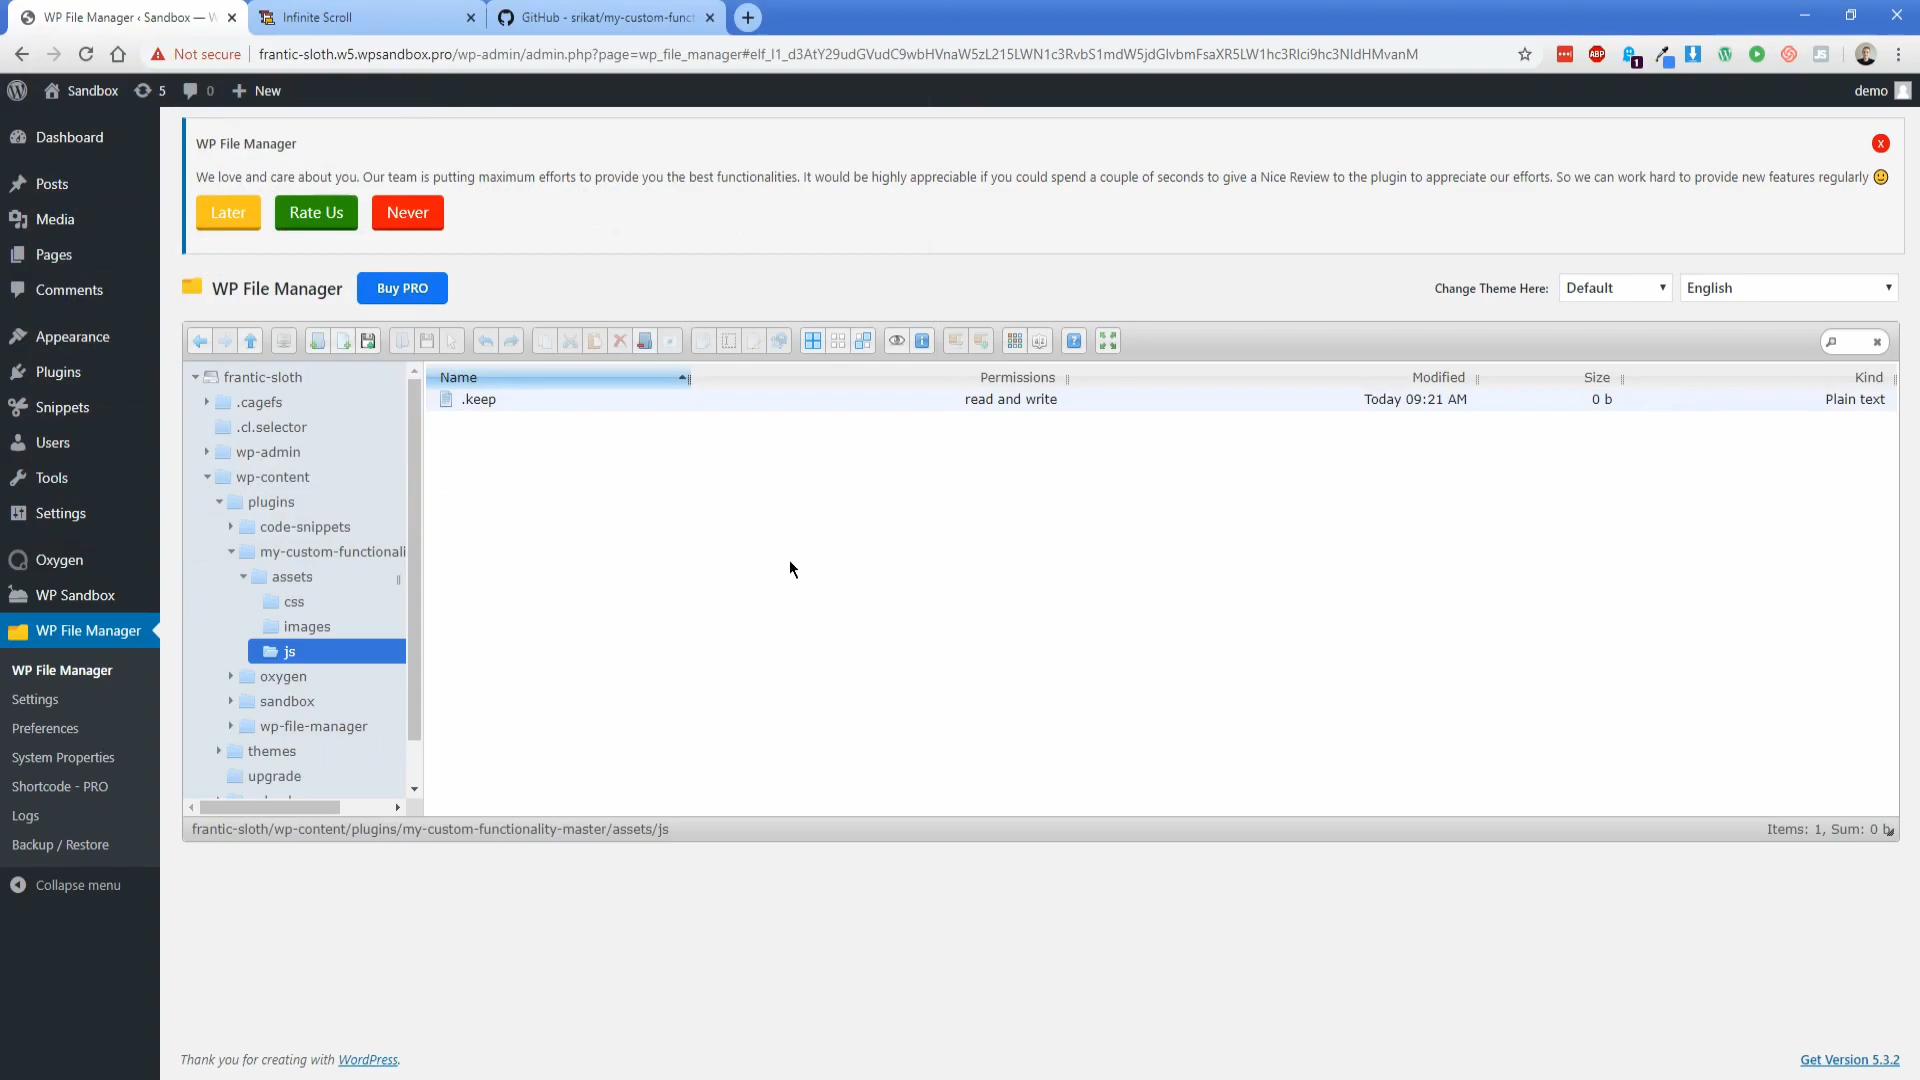 WP File Manager ‹ Sandbox —
Infinite Scroll
GitHub - srikat/my-custom-funct
Not secure
frantic-sloth.w5.wpsandbox.pro/wp-admin/admin.php?page=wp_file_manager#elf_l1_d3AtY29udGVudC9wbHVnaW5zL215LWN1c3RvbS1mdW5jdGlvbmFsaXR5LW1hc3Rlci9hc3NldHMvanM
1
Sandbox
5
0
New
demo
Dashboard
Posts
Media
Pages
Comments
Appearance
Plugins
Snippets
Users
Tools
Settings
Oxygen
WP Sandbox
WP File Manager
WP File Manager
Settings
Preferences
System Properties
Shortcode - PRO
Logs
Backup / Restore
Collapse menu
WP File Manager
X
We love and care about you. Our team is putting maximum efforts to provide you the best functionalities. It would be highly appreciable if you could spend a couple of seconds to give a Nice Review to the plugin to appreciate our efforts. So we can work hard to provide new features regularly
Later
Rate Us
Never
WP File Manager
Buy PRO
Change Theme Here:
Default
English
frantic-sloth
.cagefs
.cl.selector
wp-admin
wp-content
plugins
code-snippets
my-custom-functionali
assets
css
images
js
oxygen
sandbox
wp-file-manager
themes
upgrade
Name
Permissions
Modified
Size
Kind
.keep
read and write
Today 09:21 AM
0 b
Plain text
frantic-sloth/wp-content/plugins/my-custom-functionality-master/assets/js
Items: 1, Sum: 0 b
Thank you for creating with WordPress.
Get Version 5.3.2